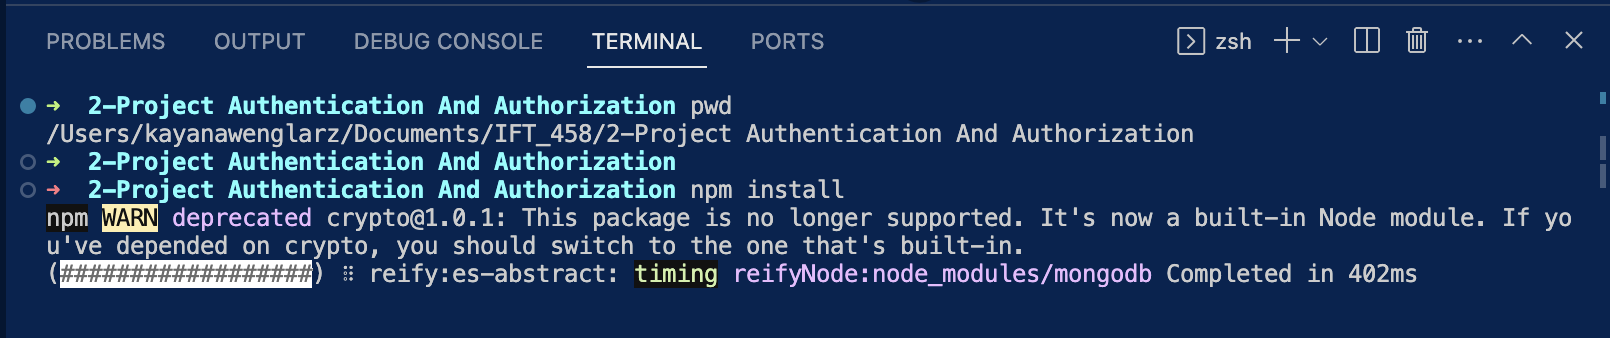 PROBLEMS OUTPUT DEBUG CONSOLE TERMINAL PORTS zsh
➜ 2-Project Authentication And Authorization pwd
/Users/kayanawenglarz/Documents/IFT_458/2-Project Authentication And Authorization
➜ 2-Project Authentication And Authorization
➜ 2-Project Authentication And Authorization npm install
npm WARN deprecated crypto@1.0.1: This package is no longer supported. It's now a built-in Node module. If yo
u've depended on crypto, you should switch to the one that's built-in.
(##################) ⠿ reify:es-abstract: timing reifyNode:node_modules/mongodb Completed in 402ms